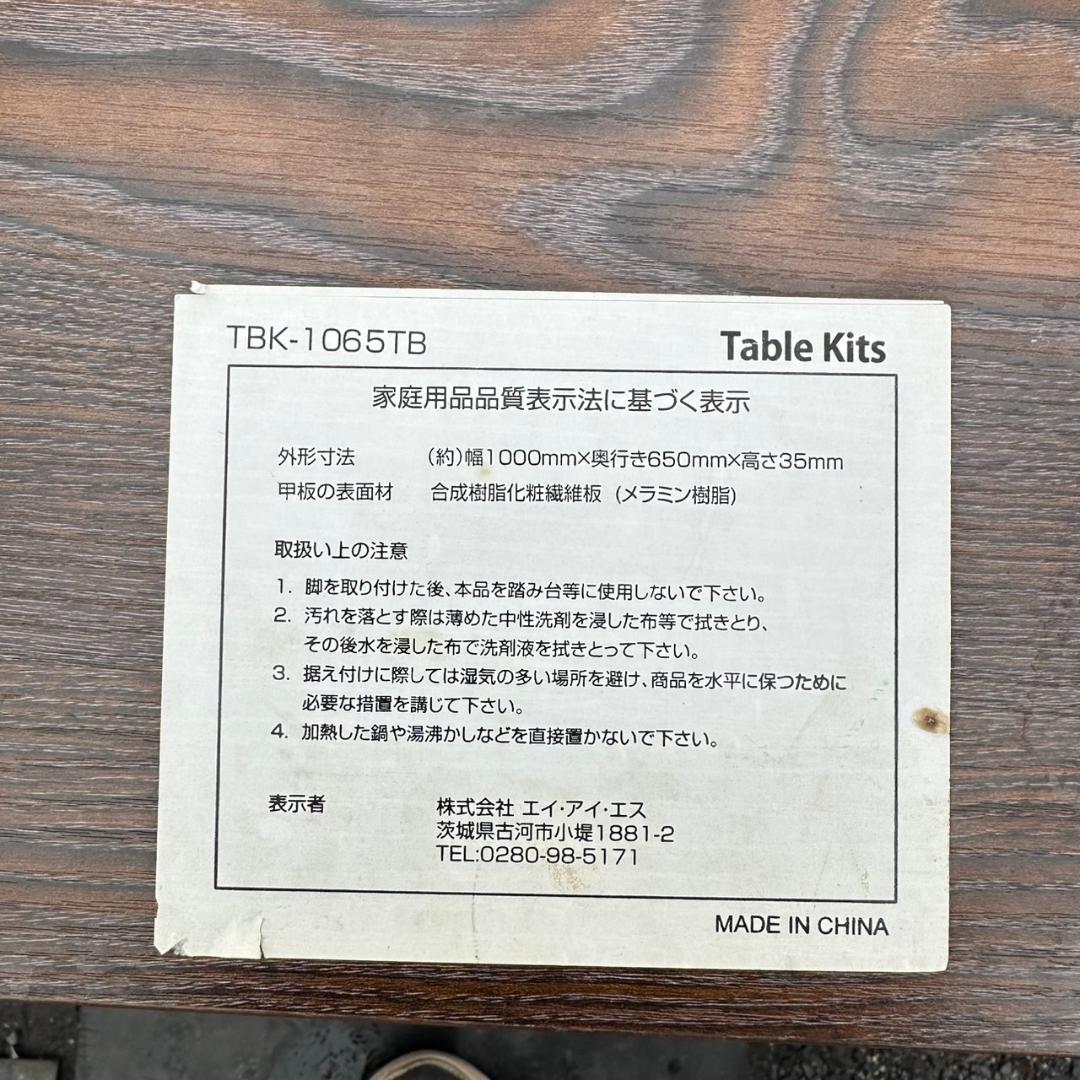 TBK-1065TB
Table Kits
家庭用品品質表示法に基づく表示
外形寸法 (約)幅1000mm×奥行き650mm×高さ35mm
甲板の表面材 合成樹脂化粧繊維板 (メラミン樹脂)
取扱い上の注意
1. 脚を取り付けた後、本品を踏み台等に使用しないで下さい。
2. 汚れを落とす際は薄めた中性洗剤を浸した布等で拭きとり、
その後水を浸した布で洗剤液を拭きとって下さい。
3. 据え付けに際しては湿気の多い場所を避け、商品を水平に保つために
必要な措置を講じて下さい。
4. 加熱した鍋や湯沸かしなどを直接置かないで下さい。
表示者 株式会社 エイ・アイ・エス
茨城県古河市小堤1881-2
TEL:0280-98-5171
MADE IN CHINA